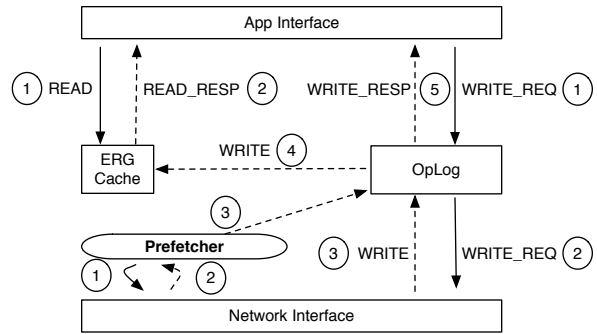 App Interface
1 READ
READ_RESP 2
WRITE_RESP 5
WRITE_REQ 1
ERG
Cache
WRITE 4
OpLog
3
Prefetcher
1
2
3 WRITE
WRITE_REQ 2
Network Interface